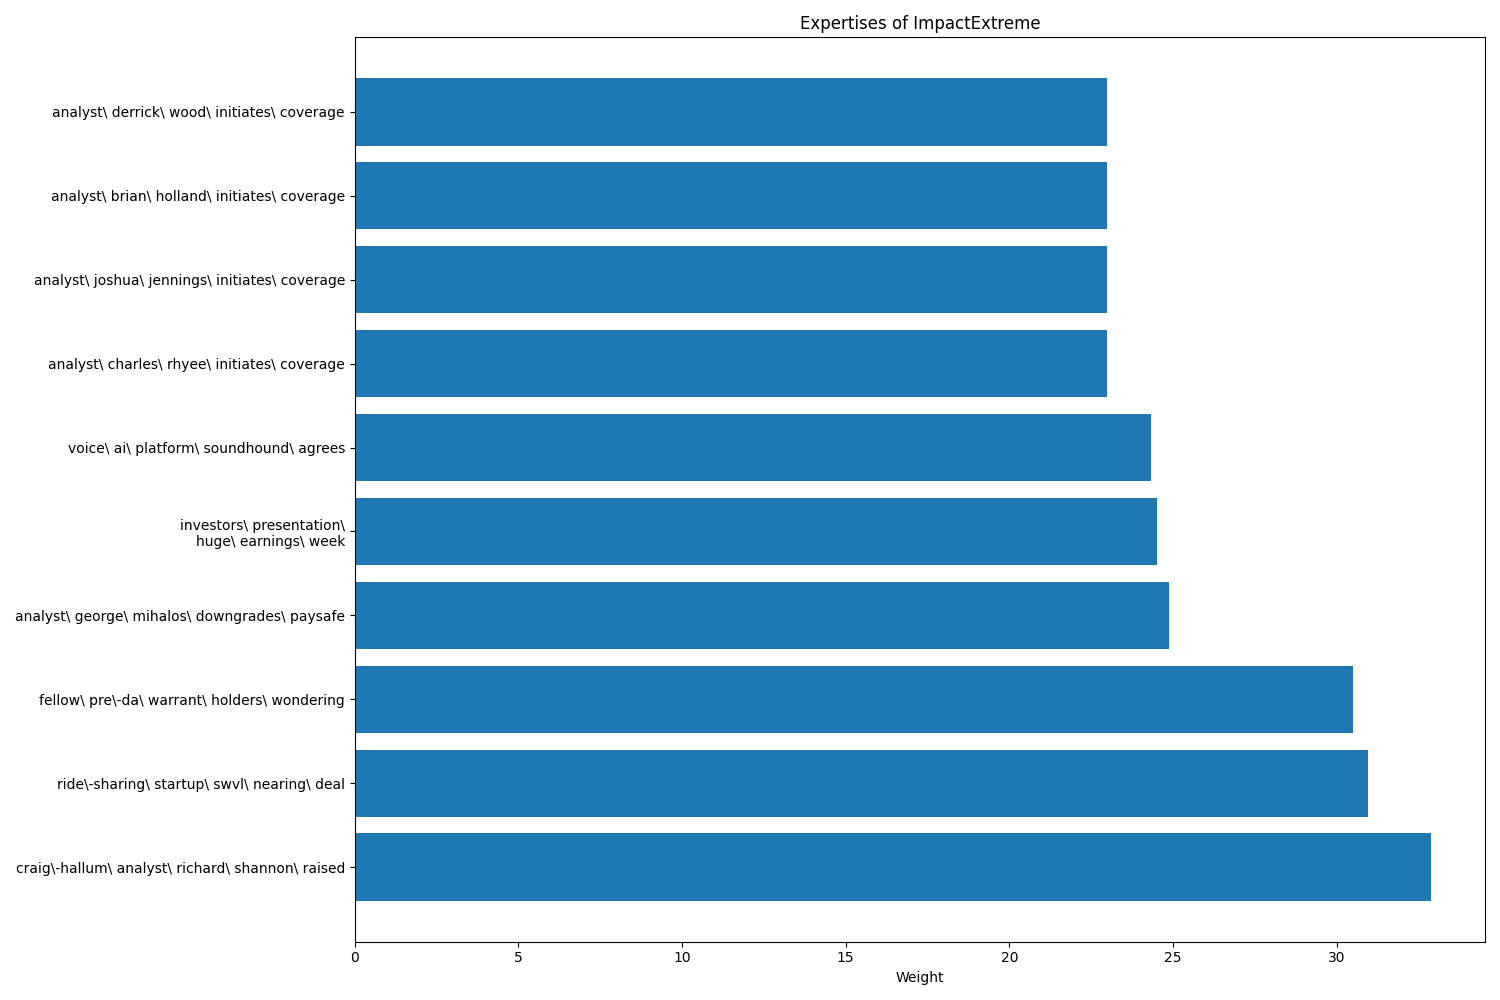 Expertises of ImpactExtreme
analyst\ derrick\ wood\ initiates\ coverage
analyst\ brian\ holland\ initiates\ coverage
analyst\ joshua\ jennings\ initiates\ coverage
analyst\ charles\ rhyee\ initiates\ coverage
voice\ ai\ platform\ soundhound\ agrees
investors\ presentation\
huge\ earnings\ week
analyst\ george\ mihalos\ downgrades\ paysafe
fellow\ pre\-da\ warrant\ holders\ wondering
ride\-sharing\ startup\ swvl\ nearing\ deal
craig\-hallum\ analyst\ richard\ shannon\ raised
0 5 10 15 20 25 30
Weight